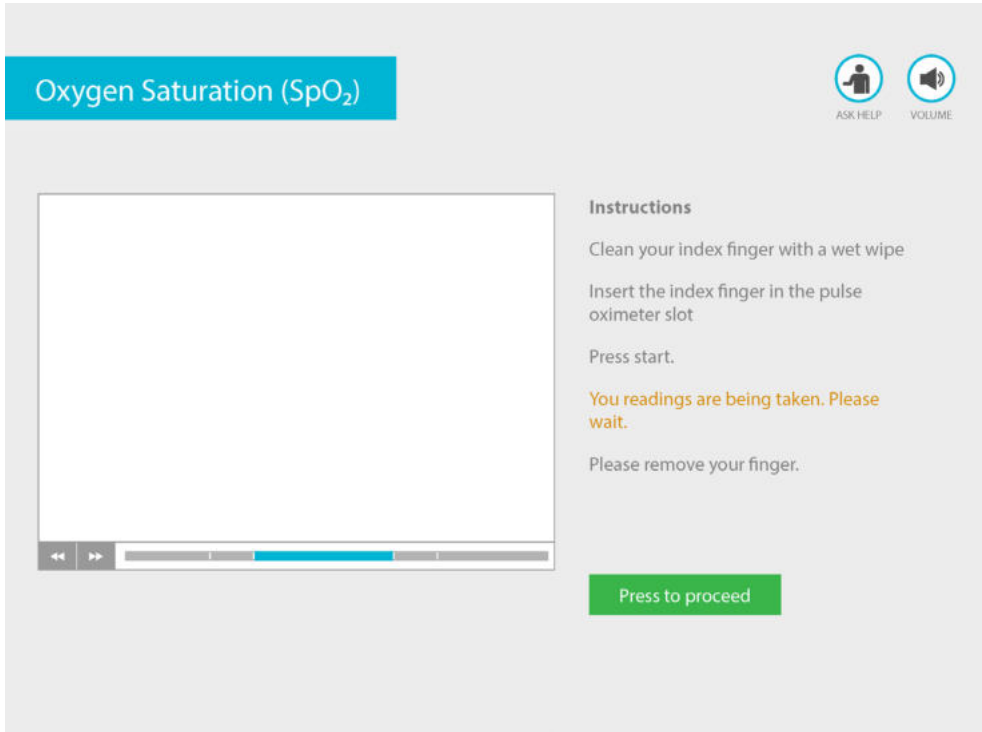 Oxygen Saturation (SpO₂)
ASK HELP
VOLUME
Instructions
Clean your index finger with a wet wipe
Insert the index finger in the pulse
oximeter slot
Press start.
You readings are being taken. Please
wait.
Please remove your finger.
Press to proceed